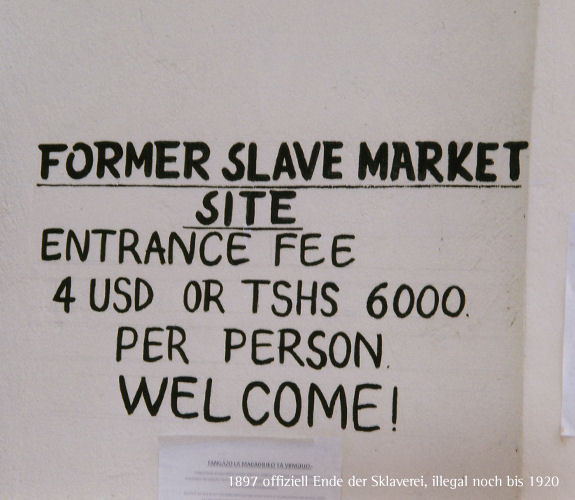 FORMER SLAVE MARKET
SITE
ENTRANCE FEE
4 USD OR TSHS 6000.
PER PERSON.
WELCOME!
1897 offiziell Ende der Sklaverei, illegal noch bis 1920